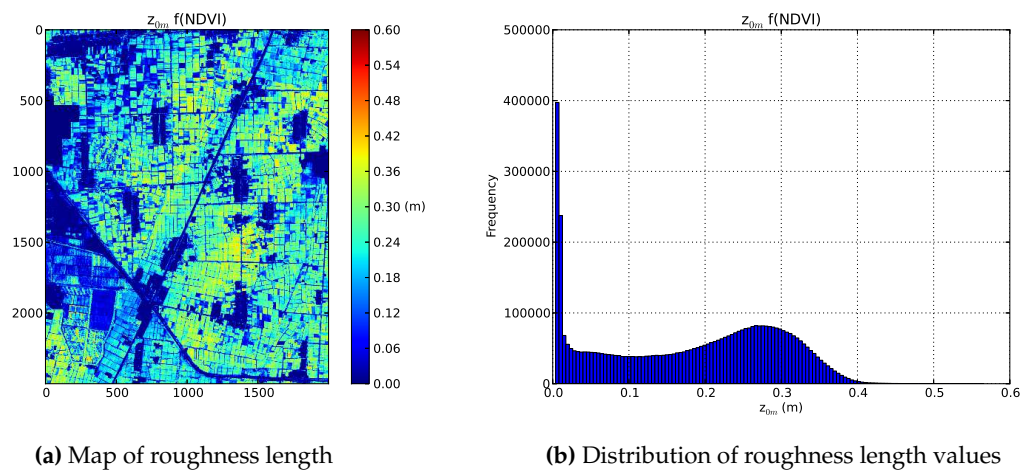 z0m f(NDVI)
0
500
1000
1500
2000
0 500 1000 1500
0.60
0.54
0.48
0.42
0.36
0.30 (m)
0.24
0.18
0.12
0.06
0.00
(a) Map of roughness length
z0m f(NDVI)
500000
400000
300000
200000
100000
0
Frequency
0.0 0.1 0.2 0.3 0.4 0.5 0.6
z0m (m)
(b) Distribution of roughness length values